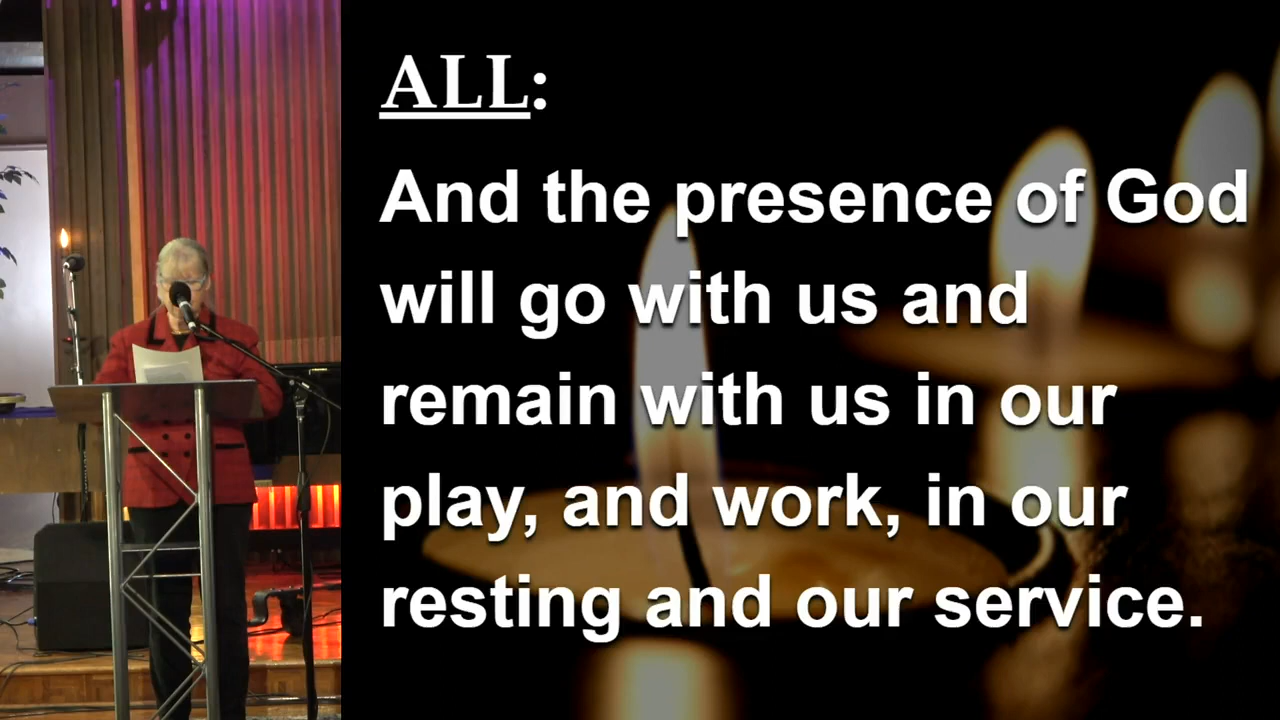 ALL:
And the presence of God
will go with us and
remain with us in our
play, and work, in our
resting and our service.